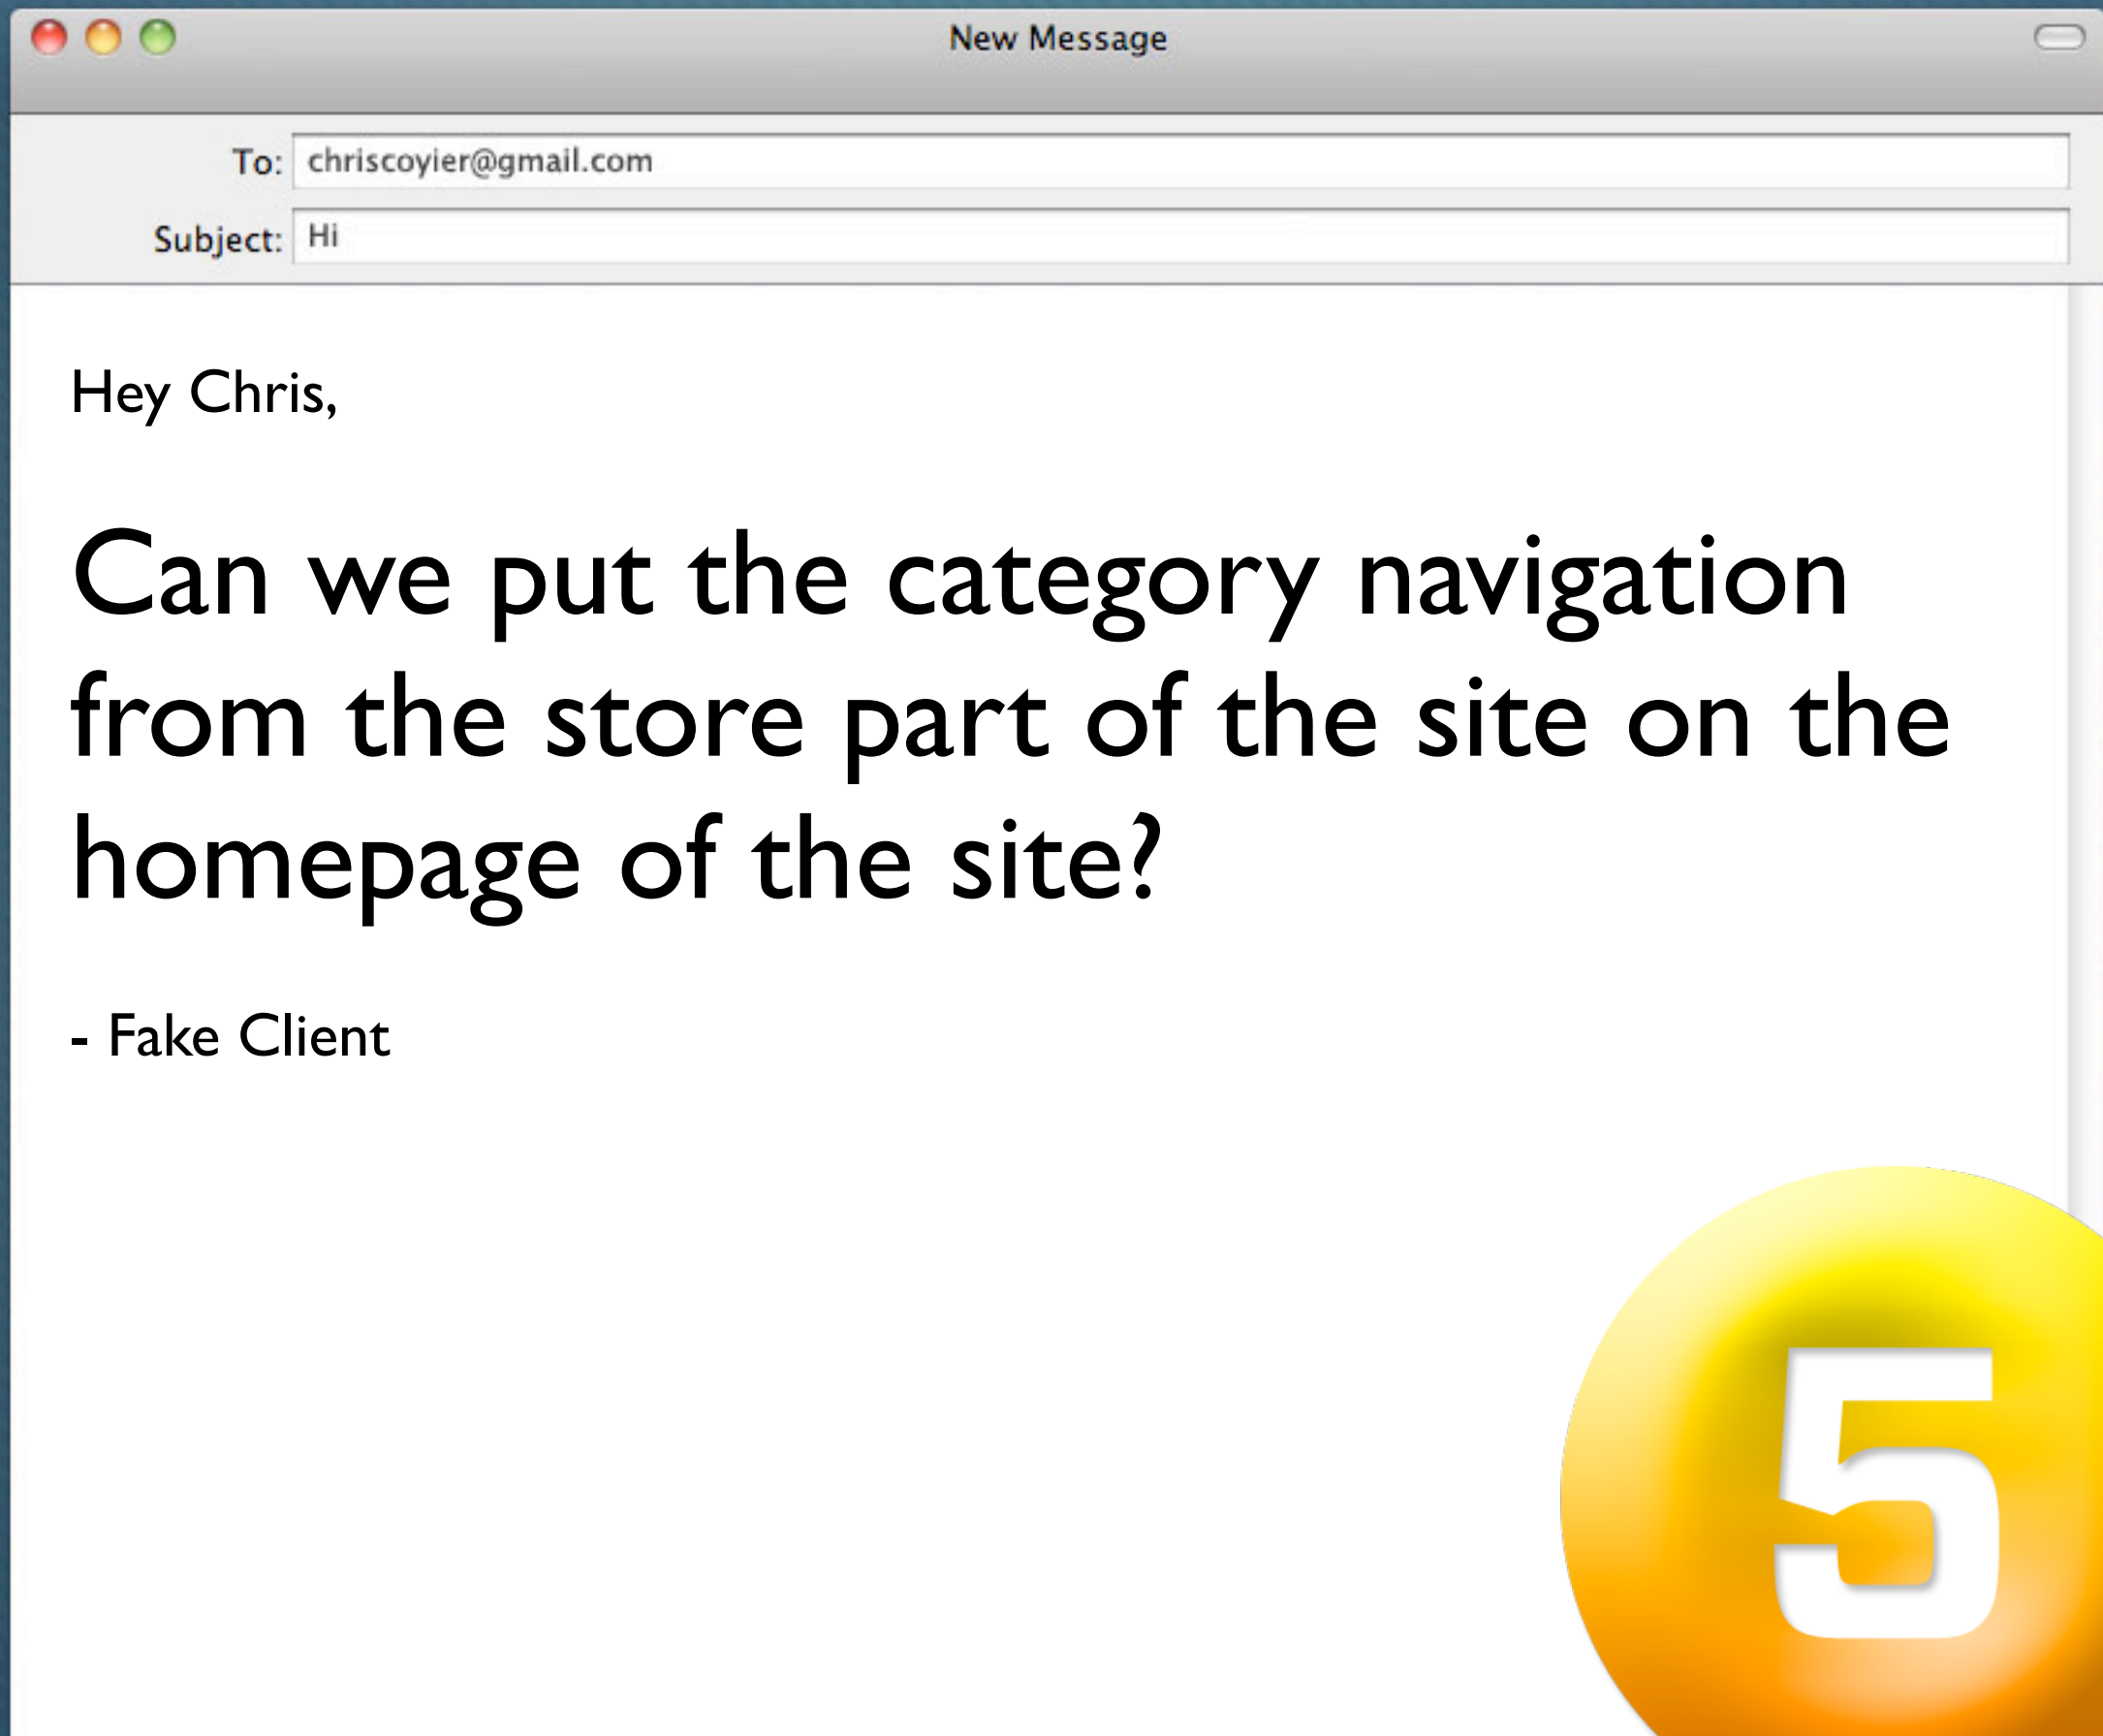 New Message
To: chriscoyier@gmail.com
Subject: Hi
Hey Chris,
Can we put the category navigation
from the store part of the site on the
homepage of the site?
- Fake Client
5